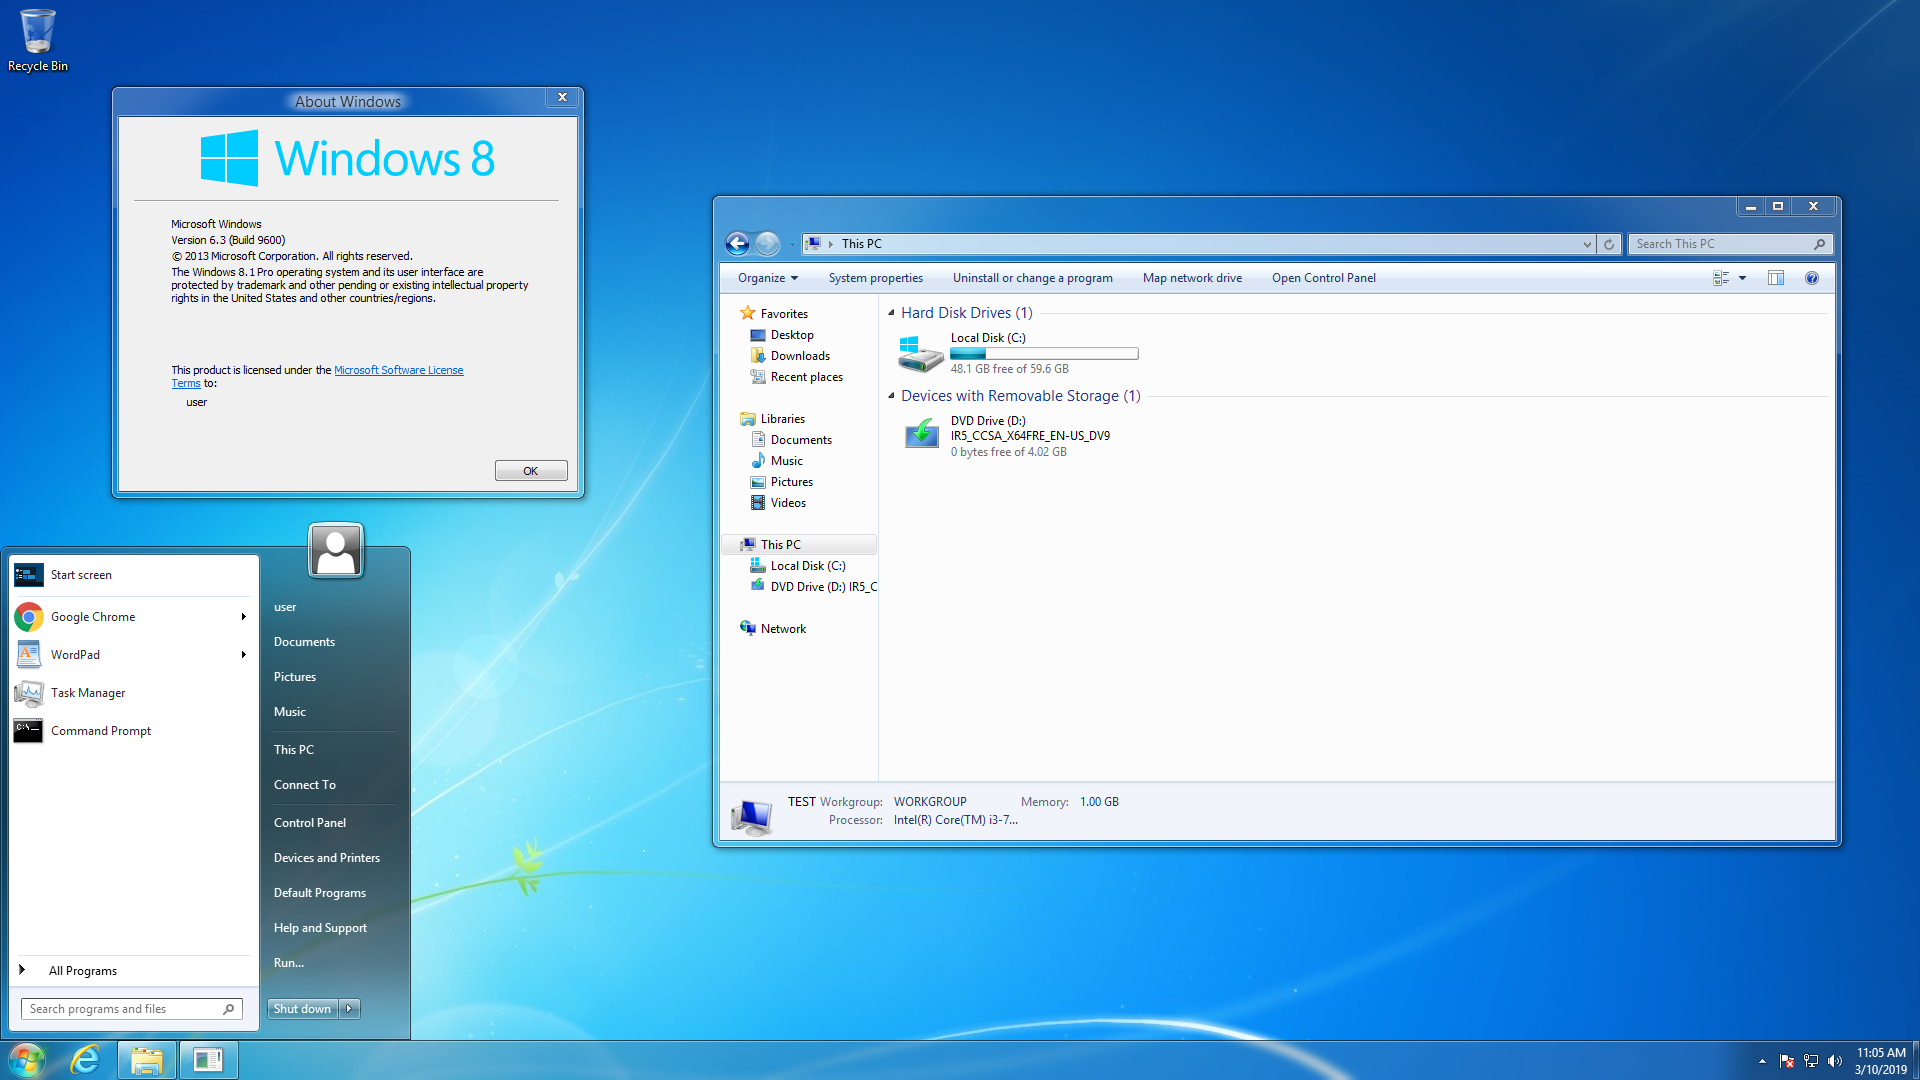 Recycle Bin
About Windows
Windows 8
Microsoft Windows
Version 6.3 (Build 9600)
© 2013 Microsoft Corporation. All rights reserved.
The Windows 8.1 Pro operating system and its user interface are
protected by trademark and other pending or existing intellectual property
rights in the United States and other countries/regions.
This product is licensed under the Microsoft Software License
Terms to:
user
OK
This PC
Search This PC
Organize
System properties
Uninstall or change a program
Map network drive
Open Control Panel
Favorites
Desktop
Downloads
Recent places
Libraries
Documents
Music
Pictures
Videos
This PC
Local Disk (C:)
DVD Drive (D:) IR5_C
Network
Hard Disk Drives (1)
Local Disk (C:)
48.1 GB free of 59.6 GB
Devices with Removable Storage (1)
DVD Drive (D:)
IR5_CCSA_X64FRE_EN-US_DV9
0 bytes free of 4.02 GB
TEST Workgroup: WORKGROUP Memory: 1.00 GB
Processor: Intel(R) Core(TM) i3-7...
Start screen
Google Chrome
WordPad
Task Manager
Command Prompt
All Programs
Search programs and files
user
Documents
Pictures
Music
This PC
Connect To
Control Panel
Devices and Printers
Default Programs
Help and Support
Run...
Shut down
11:05 AM
3/10/2019